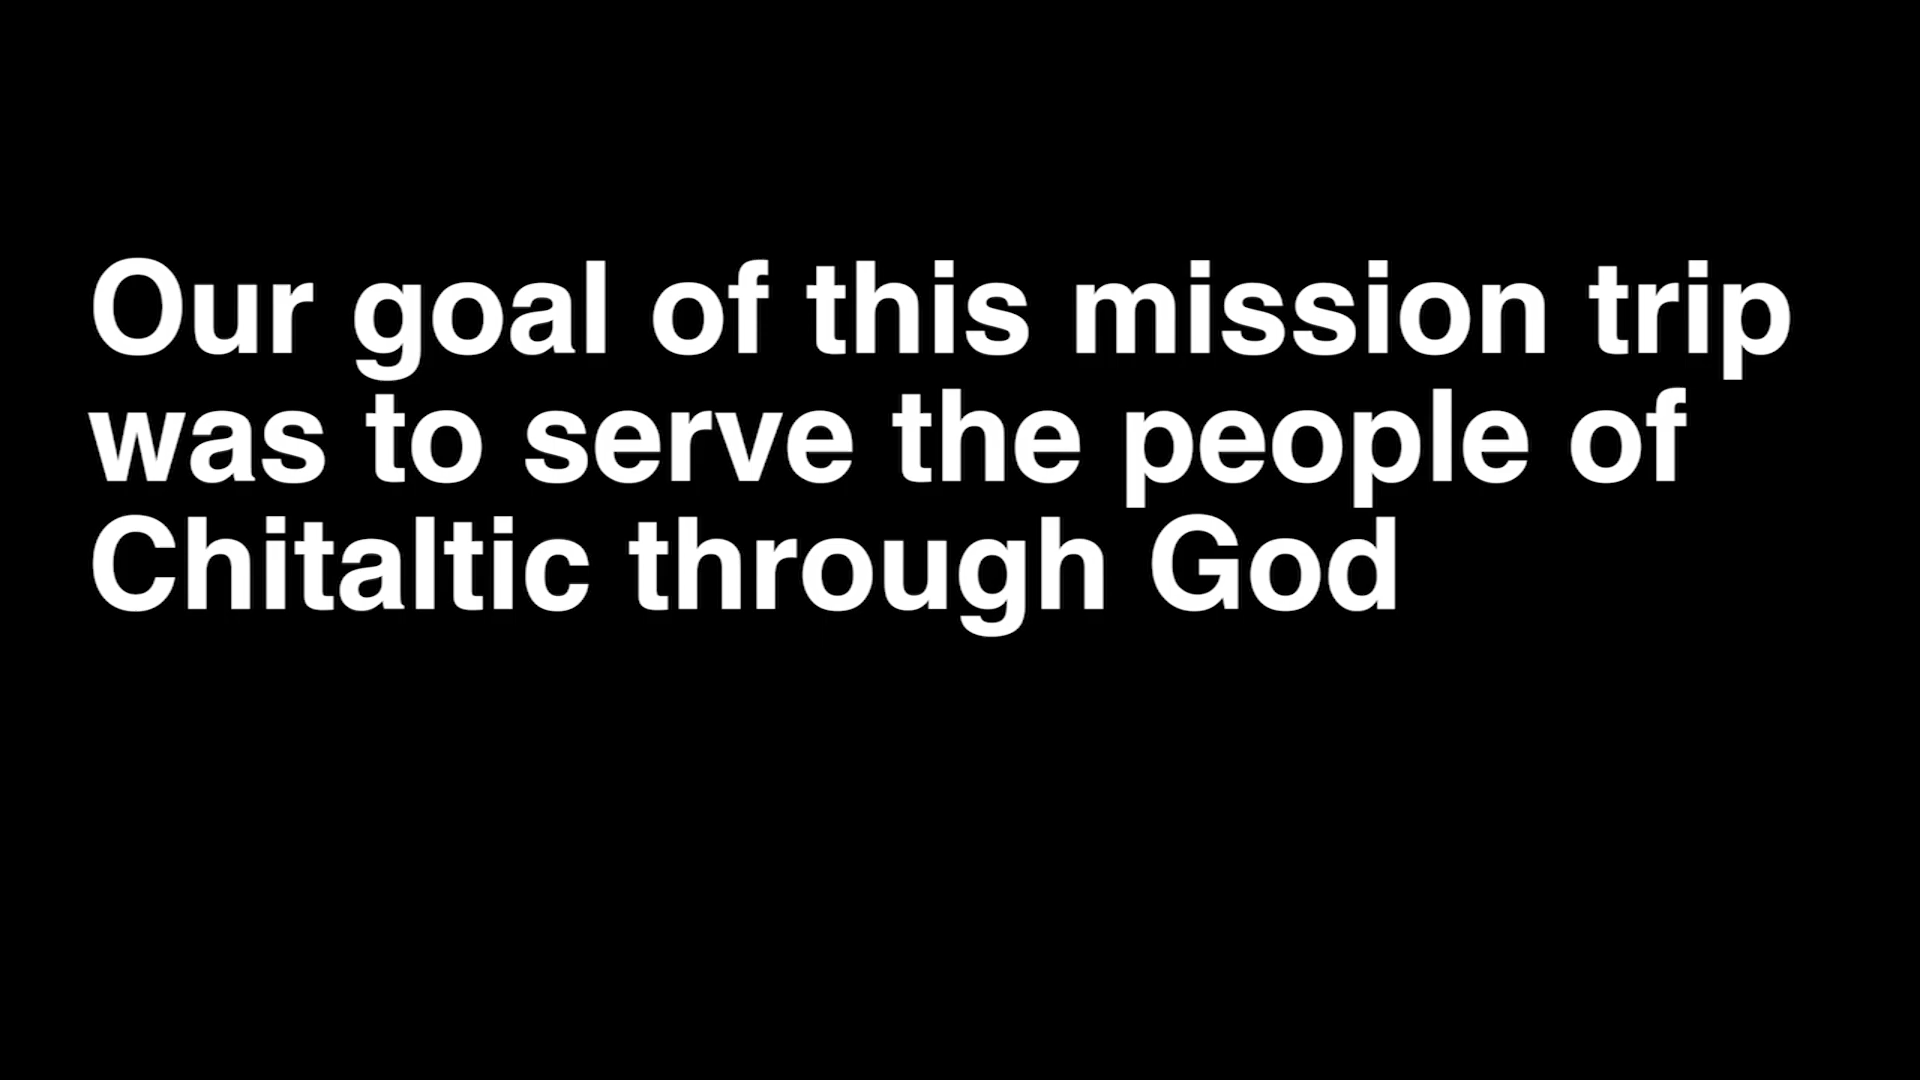 Our goal of this mission trip
was to serve the people of
Chitaltic through God